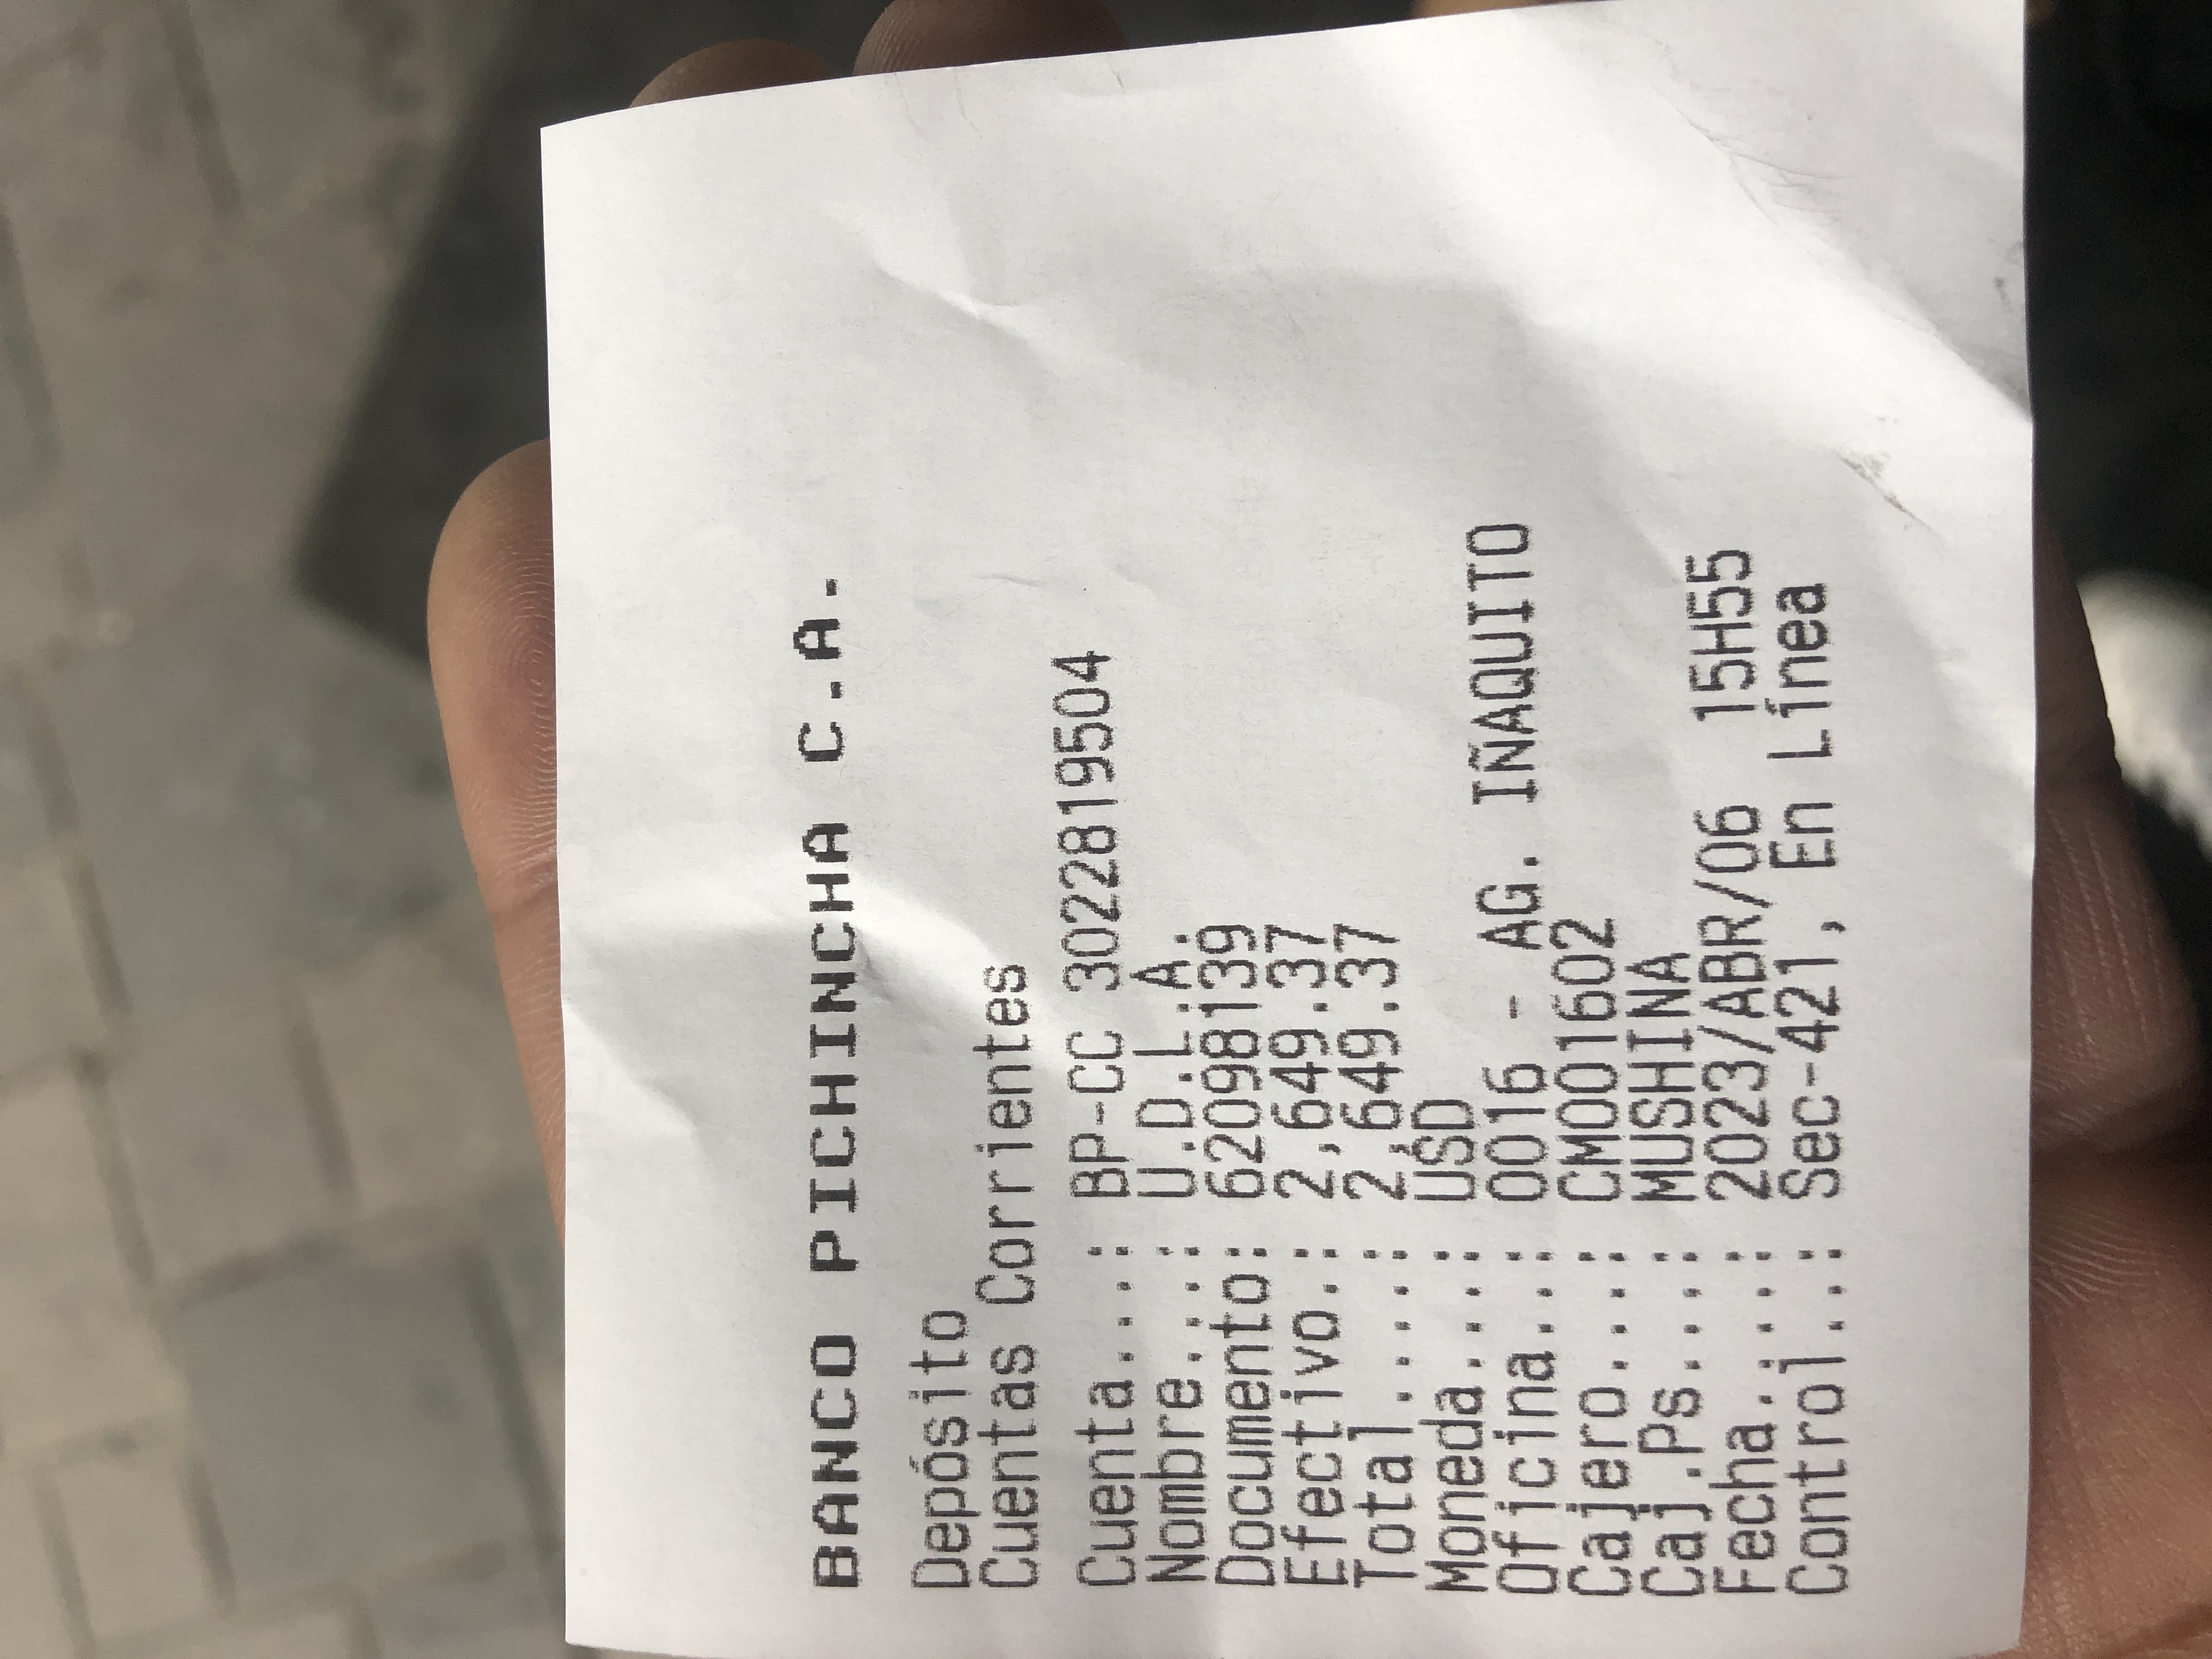 BANCO PICHINCHA C.A.
Depósito
Cuentas Corrientes
Cuenta....: BP-CC 3022819504
Nombre....: U.D.L.A.
Documento: 62098139
Efectivo.: 2,649.37
Total.....: 2,649.37
Moneda....: USD
Oficina...: 0016 - AG. IÑAQUITO
Cajero....: CM001602
Caj.Ps....: MUSHINA
Fecha.....: 2023/ABR/06 15H55
Control...: Sec-421, En Línea